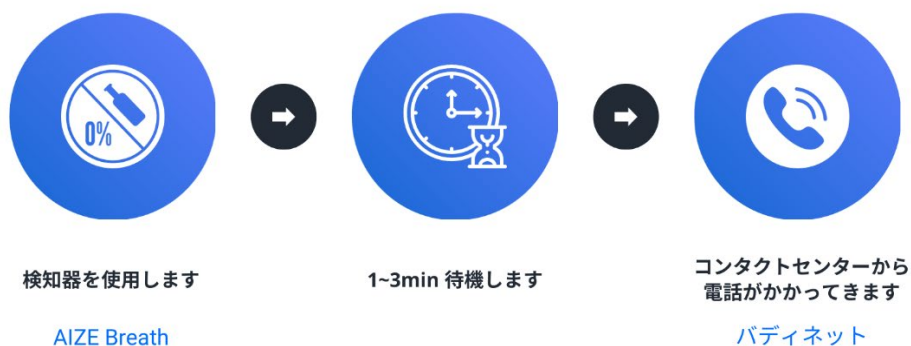 0%
検知器を使用します
AIZE Breath
1~3min 待機します
コンタクトセンターから
電話がかかってきます
バディネット